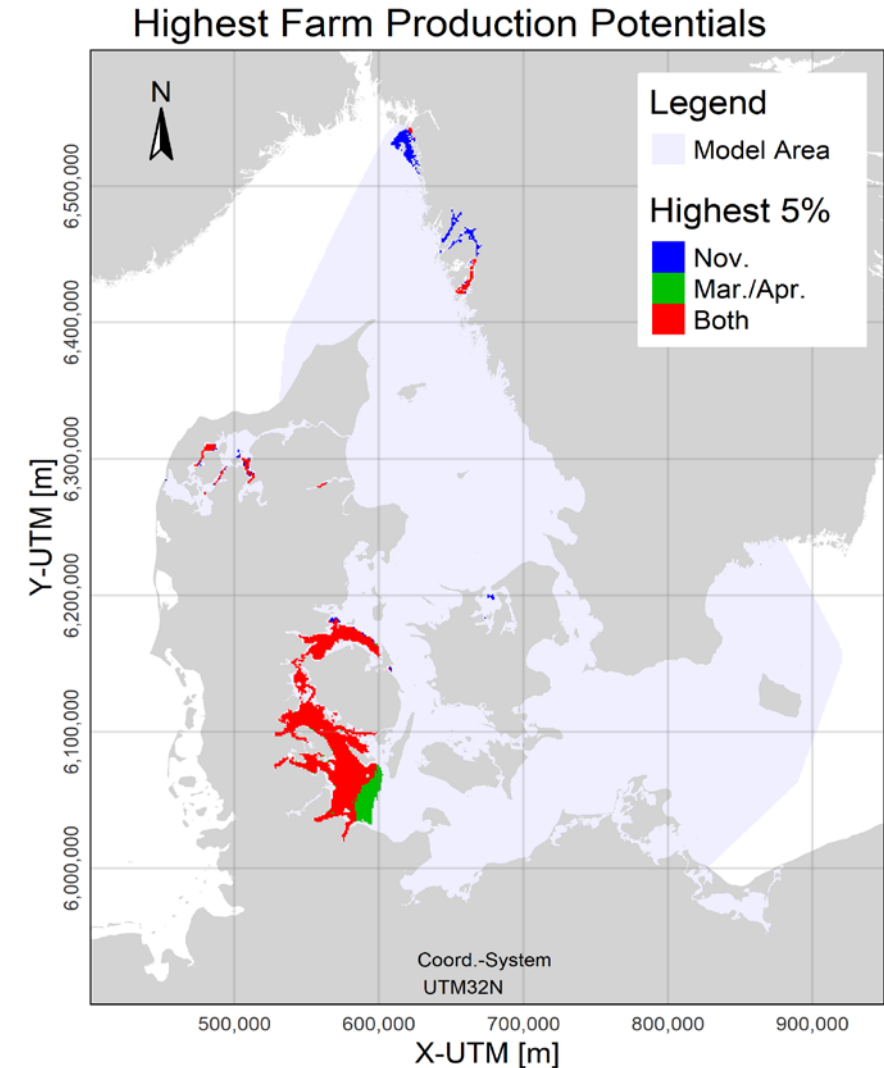 Highest Farm Production Potentials
N
Legend
Model Area
Highest 5%
Nov.
Mar./Apr.
Both
6,500,000
6,400,000
6,300,000
6,200,000
6,100,000
6,000,000
Y-UTM [m]
Coord.-System
UTM32N
500,000 600,000 700,000 800,000 900,000
X-UTM [m]